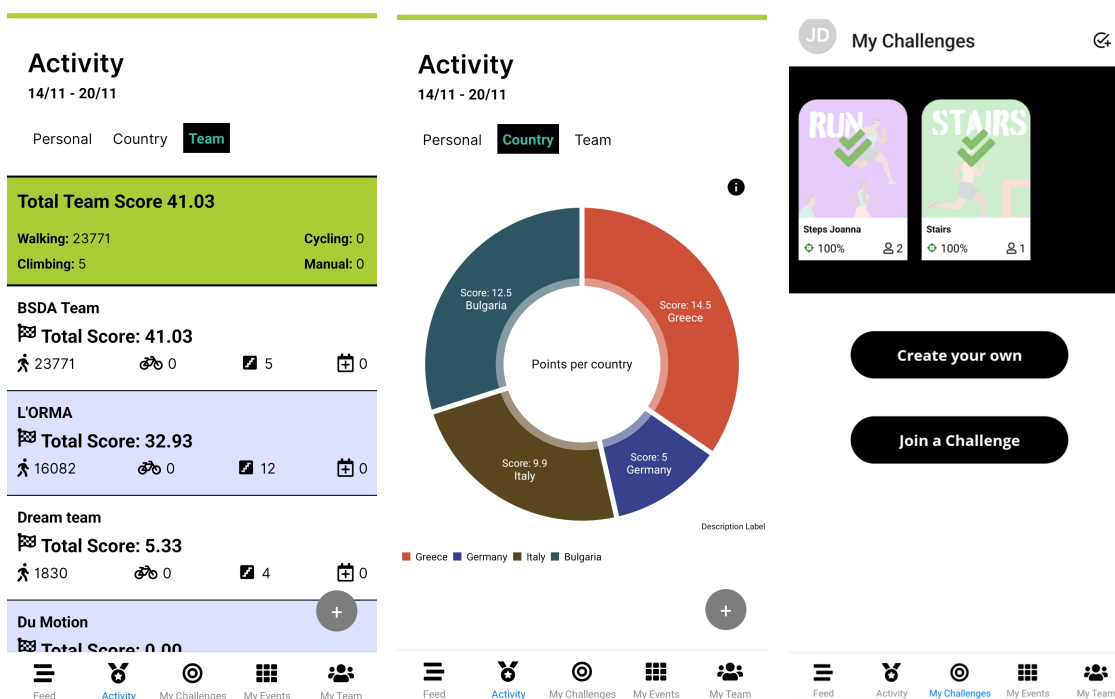 Activity
14/11 - 20/11
Personal Country Team
Total Team Score 41.03
Walking: 23771 Cycling: 0
Climbing: 5 Manual: 0
BSDA Team
Total Score: 41.03
23771 0 5 0
L'ORMA
Total Score: 32.93
16082 0 12 0
Dream team
Total Score: 5.33
1830 0 4 0
+
Du Motion
Total Score: 0.00
Feed Activity My Challenges My Events My Team
Activity
14/11 - 20/11
Personal Country Team
i
Score: 12.5
Bulgaria
Score: 14.5
Greece
Points per country
Score: 9.9
Italy
Score: 5
Germany
Description Label
Greece Germany Italy Bulgaria
+
Feed Activity My Challenges My Events My Team
JD My Challenges
RUN STAIRS
Steps Joanna Stairs
100% 2 100% 1
Create your own
Join a Challenge
Feed Activity My Challenges My Events My Team